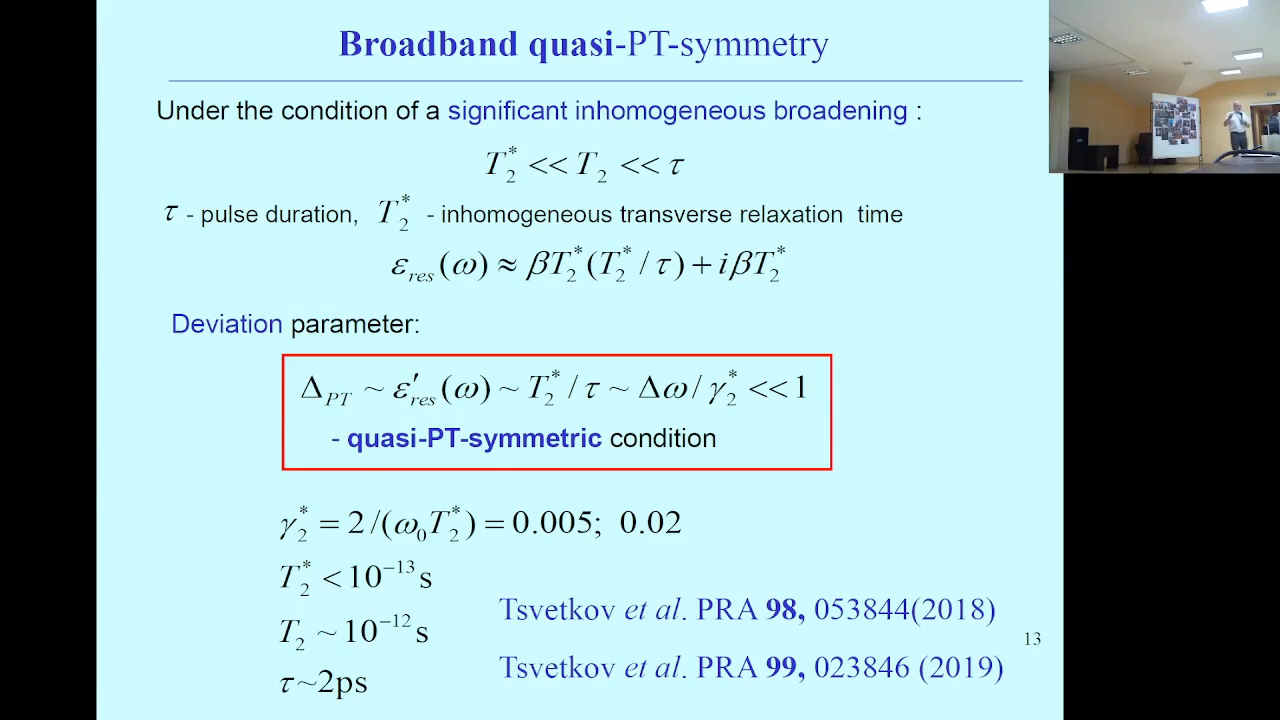 Broadband quasi-PT-symmetry
Under the condition of a significant inhomogeneous broadening :
T₂* << T₂ << τ
τ - pulse duration, T₂* - inhomogeneous transverse relaxation time
ε_res(ω) ≈ βT₂*(T₂*/τ) + iβT₂*
Deviation parameter:
Δ_PT ~ ε′_res(ω) ~ T₂*/τ ~ Δω/γ₂* << 1
- quasi-PT-symmetric condition
γ₂* = 2/(ω₀T₂*) = 0.005; 0.02
T₂* < 10⁻¹³ s
T₂ ~ 10⁻¹² s
τ~2ps
Tsvetkov et al. PRA 98, 053844(2018)
13
Tsvetkov et al. PRA 99, 023846 (2019)